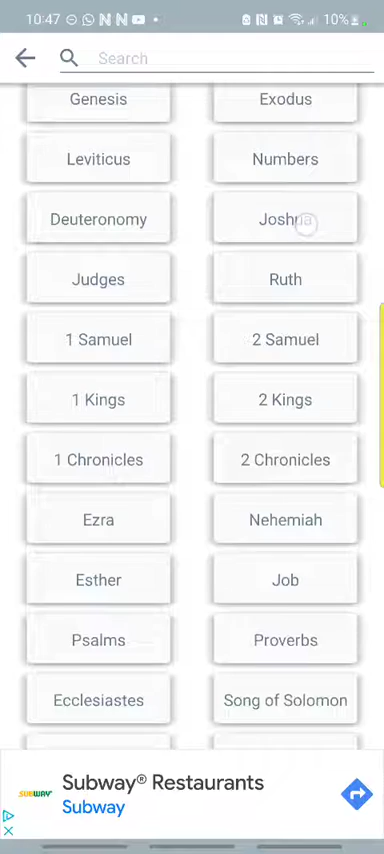 10:47 10%
Search
Genesis Exodus
Leviticus Numbers
Deuteronomy Joshua
Judges Ruth
1 Samuel 2 Samuel
1 Kings 2 Kings
1 Chronicles 2 Chronicles
Ezra Nehemiah
Esther Job
Psalms Proverbs
Ecclesiastes Song of Solomon
SUBWAY Subway® Restaurants
Subway